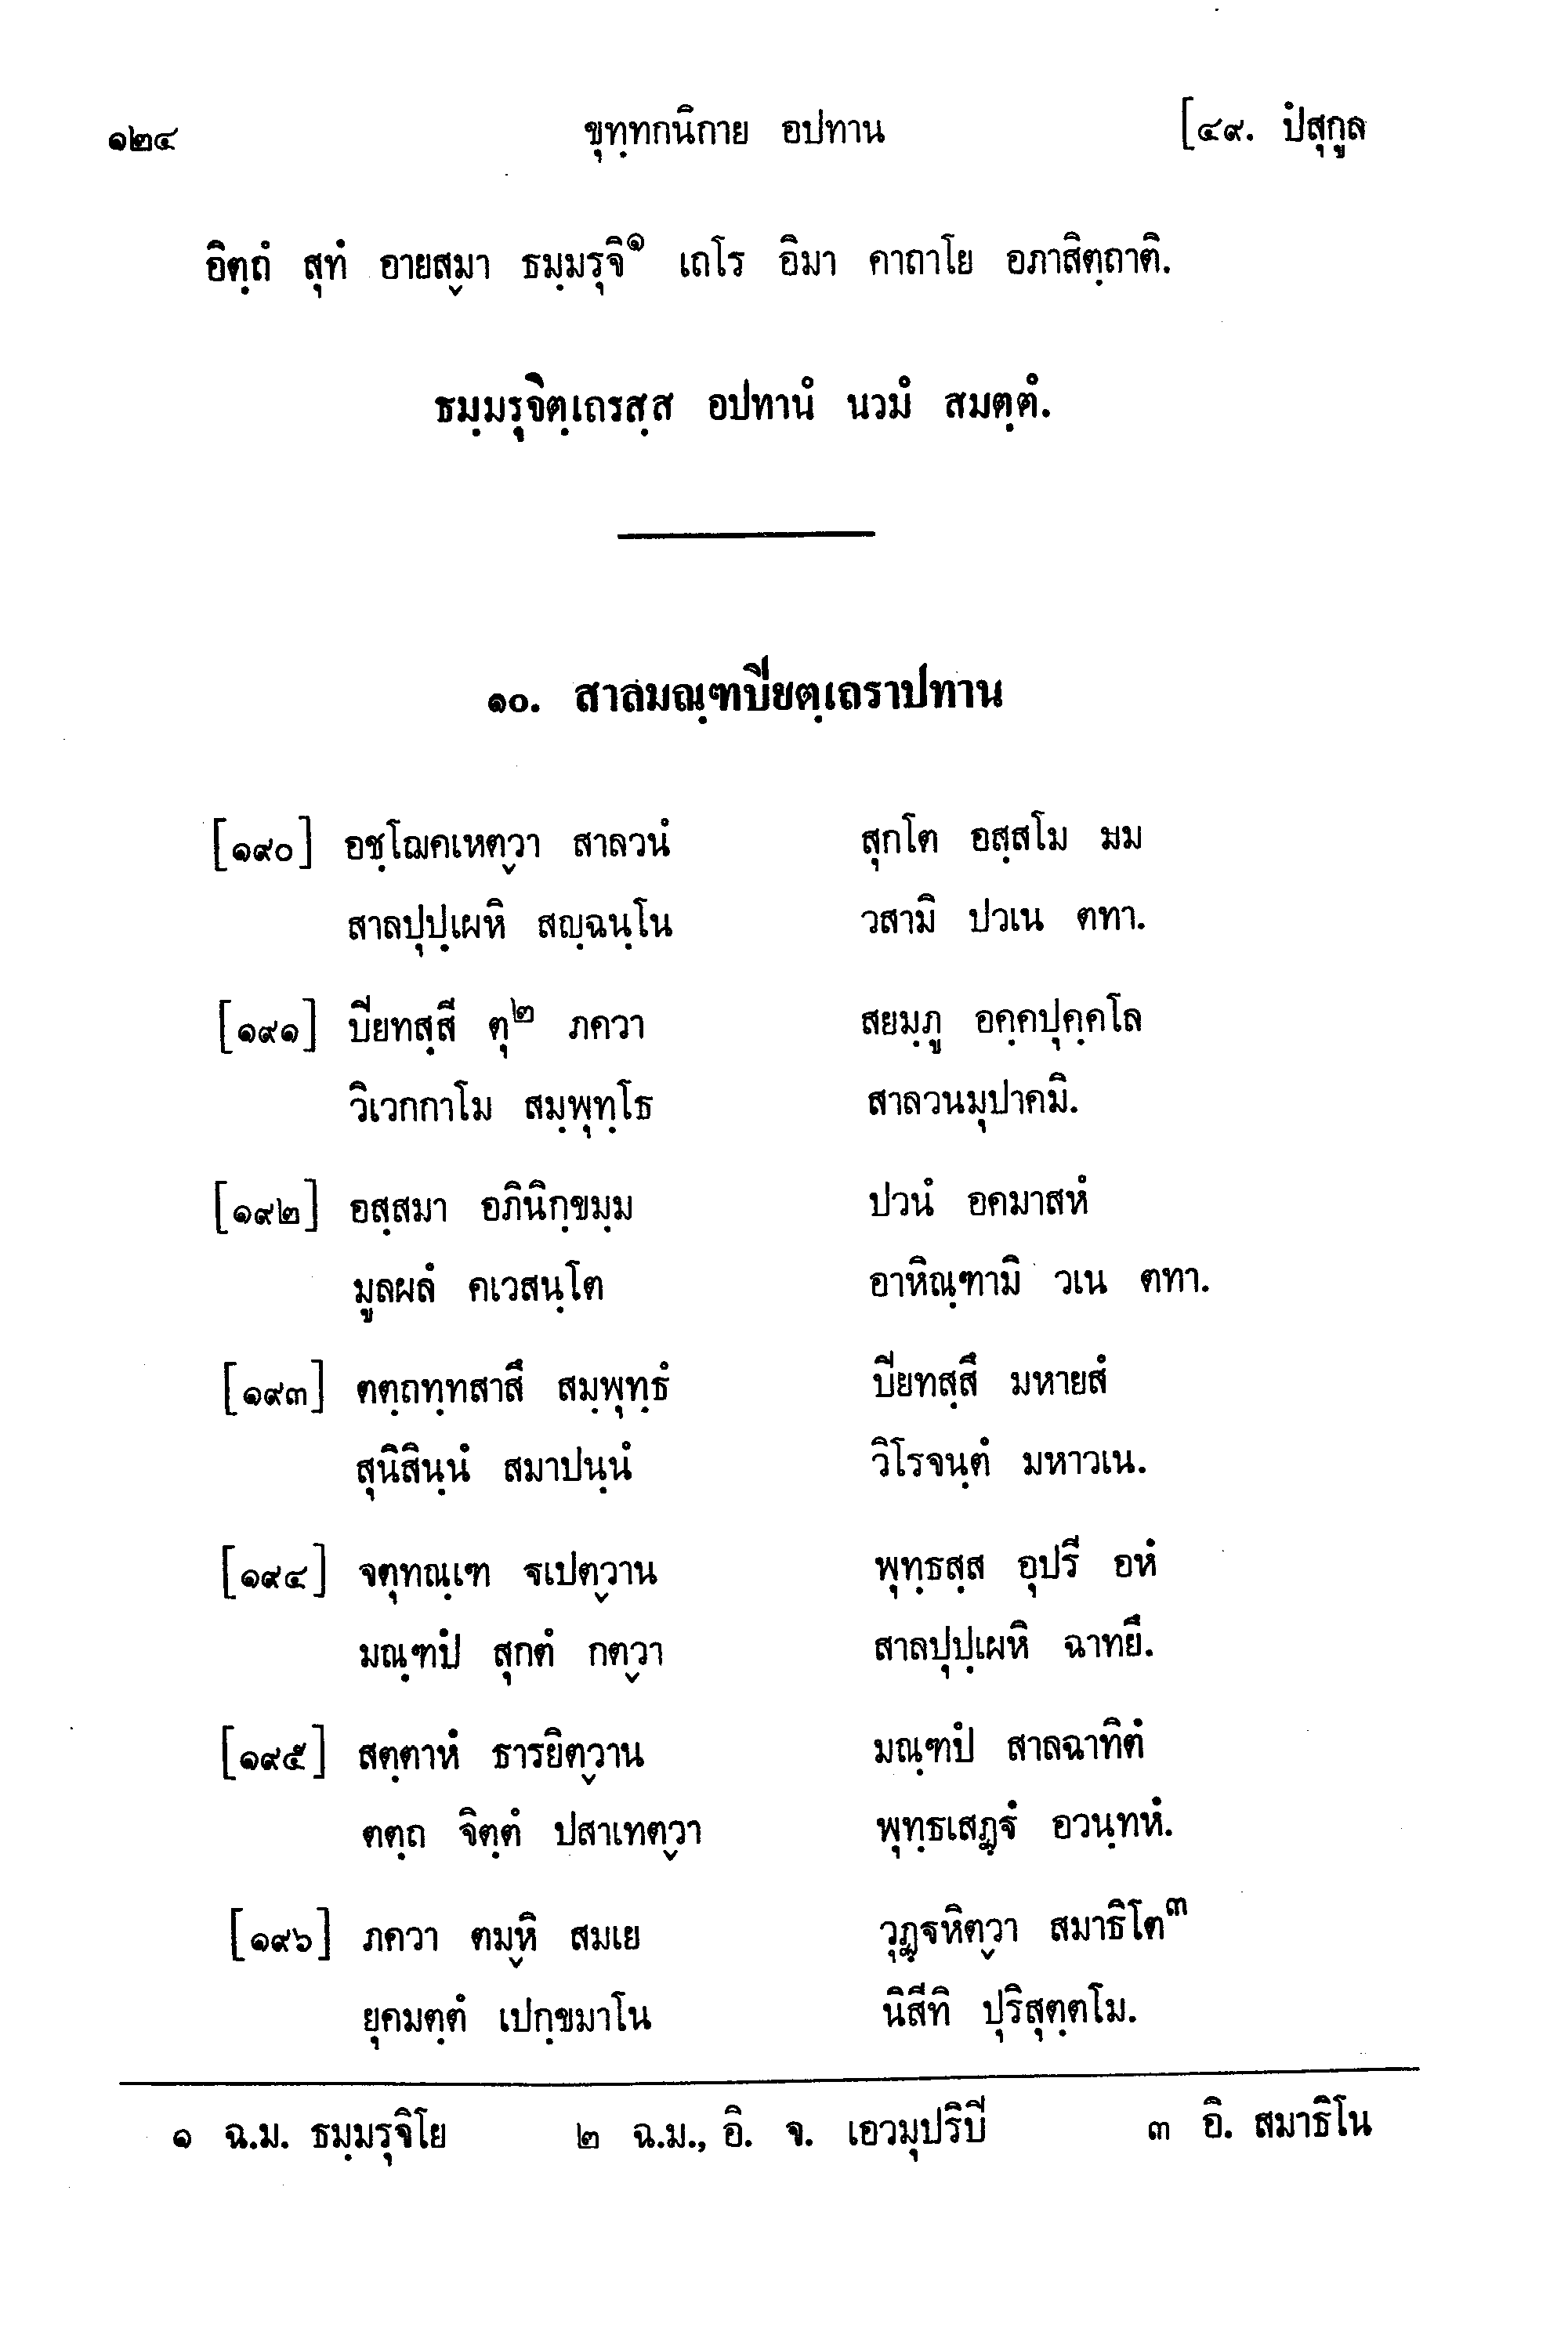 ๑๒๔ ขุทฺทกนิกาย อปทาน [๔๙. ปํสุกูล
อิตฺถํ สุทํ อายสฺมา ธมฺมรุจิ๑ เถโร อิมา คาถาโย อภาสิตฺถาติ.
ธมฺมรุจิตฺเถรสฺส อปทานํ นวมํ สมตฺตํ.
๑๐. สาลมณฺฑปิยตฺเถราปทาน
[๑๙๐] อชฺโฌคเหตฺวา สาลวนํ สุกโต อสฺสโม มม
สาลปุปฺเผหิ สญฺฉนฺโน วสามิ ปวเน ตทา.
[๑๙๑] ปิยทสฺสี ตุ๒ ภควา สยมฺภู อคฺคปุคฺคโล
วิเวกกาโม สมฺพุทฺโธ สาลวนมุปาคมิ.
[๑๙๒] อสฺสมา อภินิกฺขมฺม ปวนํ อคมาสหํ
มูลผลํ คเวสนฺโต อาหิณฺฑามิ วเน ตทา.
[๑๙๓] ตตฺถทฺทสาสึ สมฺพุทฺธํ ปิยทสฺสึ มหายสํ
สุนิสินฺนํ สมาปนฺนํ วิโรจนฺตํ มหาวเน.
[๑๙๔] จตุทณฺเฑ ฐเปตฺวาน พุทฺธสฺส อุปรี อหํ
มณฺฑปํ สุกตํ กตฺวา สาลปุปฺเผหิ ฉาทยึ.
[๑๙๕] สตฺตาหํ ธารยิตฺวาน มณฺฑปํ สาลฉาทิตํ
ตตฺถ จิตฺตํ ปสาเทตฺวา พุทฺธเสฏฺฐํ อวนฺทหํ.
[๑๙๖] ภควา ตมฺหิ สมเย วุฏฺฐหิตฺวา สมาธิโต๓
ยุคมตฺตํ เปกฺขมาโน นิสีทิ ปุริสุตฺตโม.
๑ ฉ.ม. ธมฺมรุจิโย ๒ ฉ.ม., อิ. จ. เอวมุปริปิ ๓ อิ. สมาธิโน